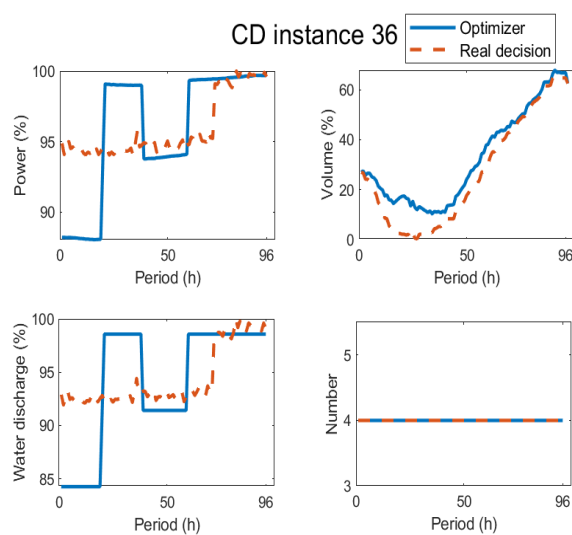 CD instance 36
Optimizer
Real decision
100
95
90
Power (%)
0
50
96
Period (h)
60
40
20
0
Volume (%)
0
50
96
Period (h)
100
95
90
85
Water discharge (%)
0
50
96
Period (h)
5
4
3
Number
0
50
96
Period (h)